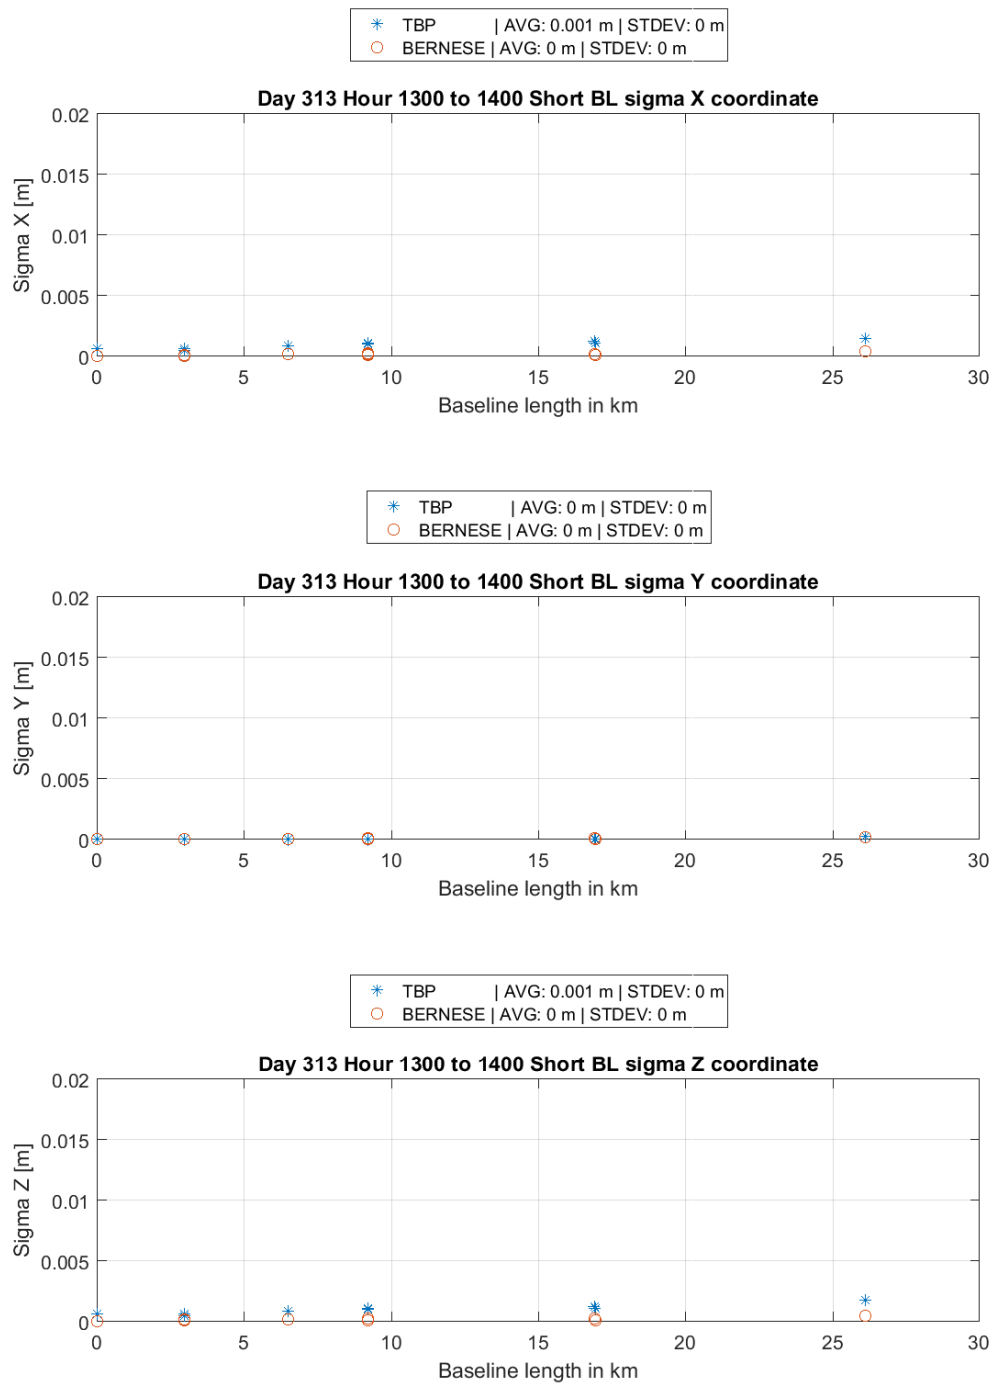 TBP | AVG: 0.001 m | STDEV: 0 m
BERNESE | AVG: 0 m | STDEV: 0 m
Day 313 Hour 1300 to 1400 Short BL sigma X coordinate
0.02
0.015
0.01
0.005
0
Sigma X [m]
0 5 10 15 20 25 30
Baseline length in km
TBP | AVG: 0 m | STDEV: 0 m
BERNESE | AVG: 0 m | STDEV: 0 m
Day 313 Hour 1300 to 1400 Short BL sigma Y coordinate
0.02
0.015
0.01
0.005
0
Sigma Y [m]
0 5 10 15 20 25 30
Baseline length in km
TBP | AVG: 0.001 m | STDEV: 0 m
BERNESE | AVG: 0 m | STDEV: 0 m
Day 313 Hour 1300 to 1400 Short BL sigma Z coordinate
0.02
0.015
0.01
0.005
0
Sigma Z [m]
0 5 10 15 20 25 30
Baseline length in km